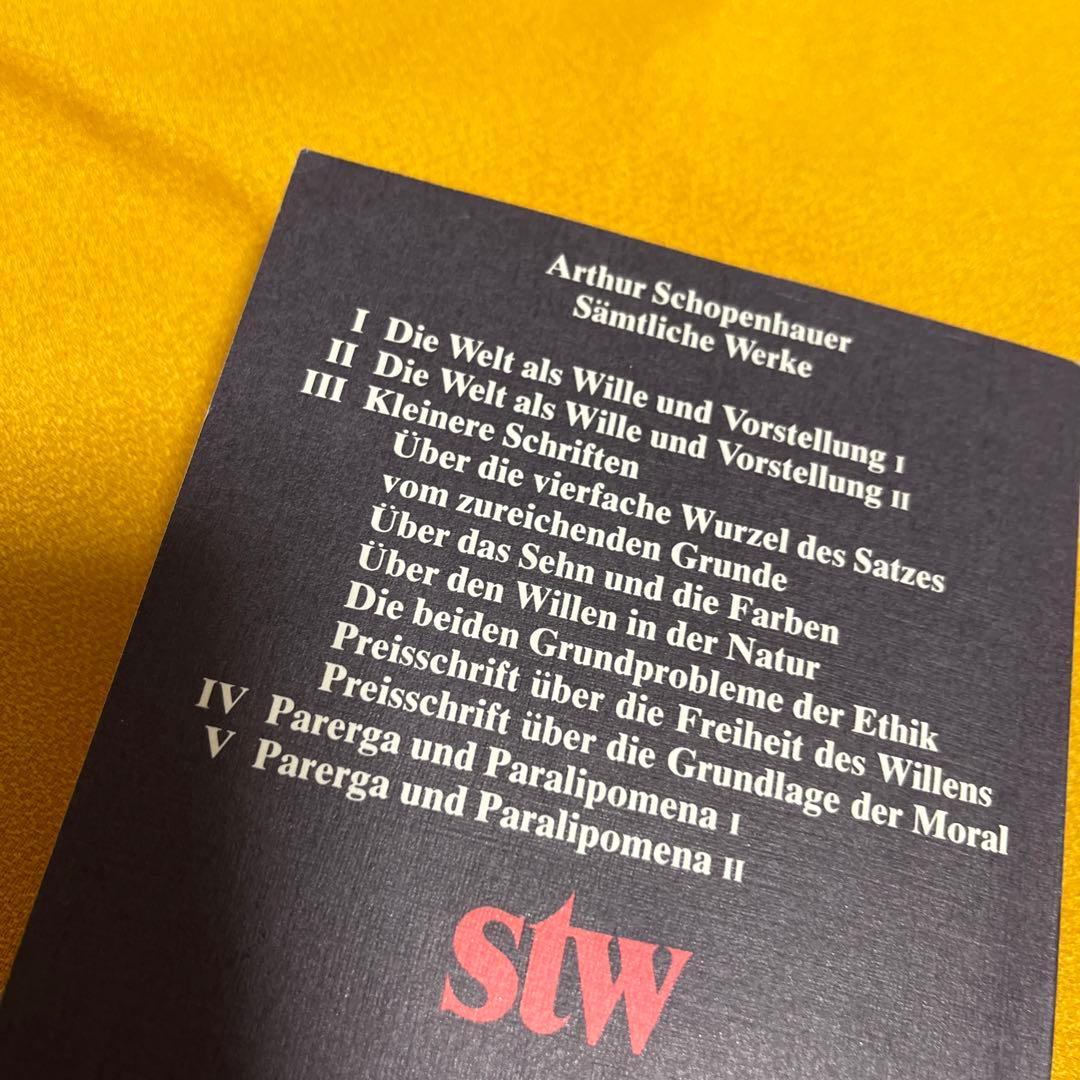 Arthur Schopenhauer
Sämtliche Werke
I Die Welt als Wille und Vorstellung I
II Die Welt als Wille und Vorstellung II
III Kleinere Schriften
Über die vierfache Wurzel des Satzes
vom zureichenden Grunde
Über das Sehn und die Farben
Über den Willen in der Natur
Die beiden Grundprobleme der Ethik
Preisschrift über die Freiheit des Willens
Preisschrift über die Grundlage der Moral
IV Parerga und Paralipomena I
V Parerga und Paralipomena II
stw